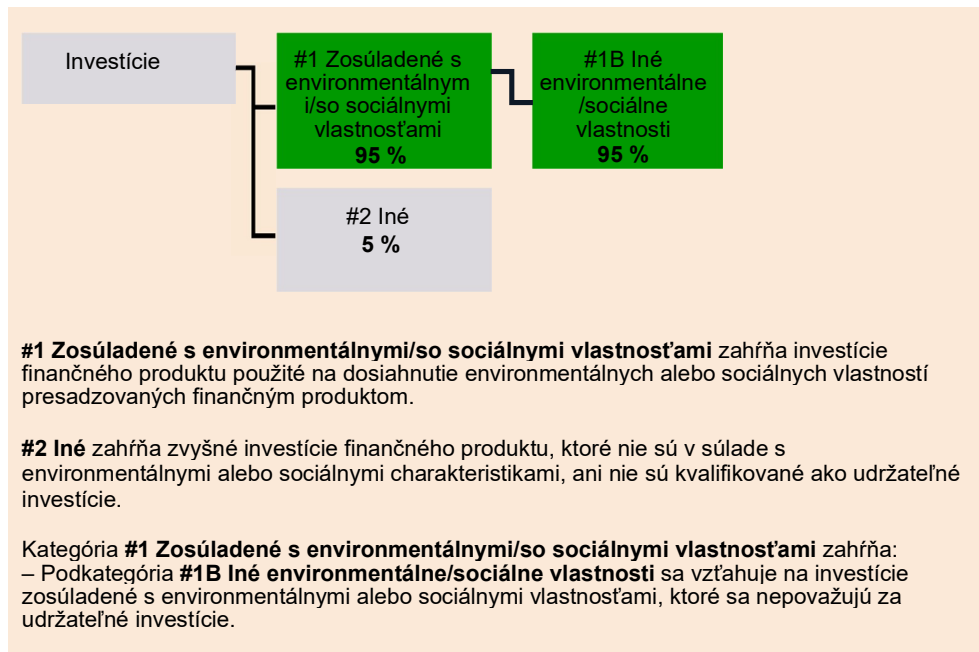 Investície
#1 Zosúladené s
environmentálnym
i/so sociálnymi
vlastnosťami
95 %
#1B Iné
environmentálne
/sociálne
vlastnosti
95 %
#2 Iné
5 %
#1 Zosúladené s environmentálnymi/so sociálnymi vlastnosťami zahŕňa investície
finančného produktu použité na dosiahnutie environmentálnych alebo sociálnych vlastností
presadzovaných finančným produktom.
#2 Iné zahŕňa zvyšné investície finančného produktu, ktoré nie sú v súlade s
environmentálnymi alebo sociálnymi charakteristikami, ani nie sú kvalifikované ako udržateľné
investície.
Kategória #1 Zosúladené s environmentálnymi/so sociálnymi vlastnosťami zahŕňa:
– Podkategória #1B Iné environmentálne/sociálne vlastnosti sa vzťahuje na investície
zosúladené s environmentálnymi alebo sociálnymi vlastnosťami, ktoré sa nepovažujú za
udržateľné investície.